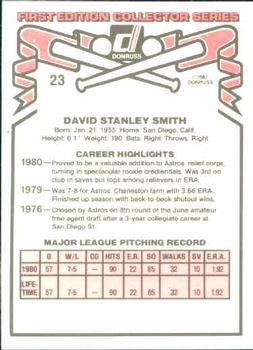 FIRST EDITION COLLECTOR SERIES
DONRUSS
23
©1981
DONRUSS
DAVID STANLEY SMITH
Born: Jan. 21, 1955 Home: San Diego, Calif.
Height: 6'1" Weight: 190 Bats: Right Throws: Right
CAREER HIGHLIGHTS
1980—Proved to be a valuable addition to Astros relief corps, turning in spectacular rookie credientials. Was 3rd on club in saves but tops among relievers in E.R.A.
1979—Was 7-8 for Astros' Charleston farm with 3.66 ERA. Finished up season with back-to-back shutout wins.
1976—Chosen by Astros on 8th round of the June amateur free agent draft after a 3-year collegiate career at San Diego St.
MAJOR LEAGUE PITCHING RECORD
G W/L CG HITS E.R. SO WALKS SV E.R.A.
1980 57 7-5 — 90 22 85 32 10 1.92
LIFE-TIME 57 7-5 — 90 22 85 32 10 1.92